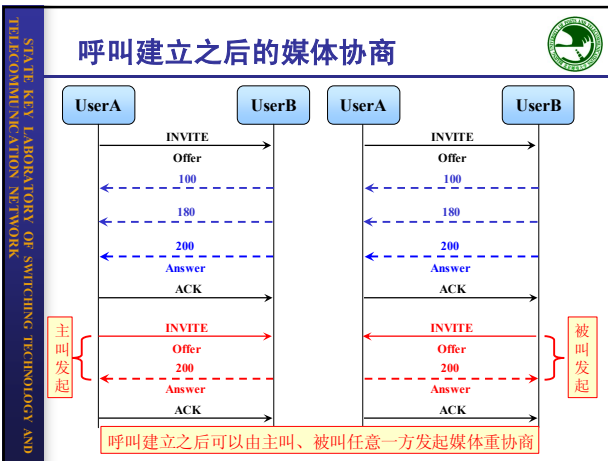 呼叫建立之后的媒体协商
STATE KEY LABORATORY OF SWITCHING TECHNOLOGY AND
TELECOMMUNICATION NETWORK
UserA
UserB
INVITE
Offer
100
180
200
Answer
ACK
主叫发起
INVITE
Offer
200
Answer
ACK
UserA
UserB
INVITE
Offer
100
180
200
Answer
ACK
INVITE
Offer
200
Answer
ACK
被叫发起
呼叫建立之后可以由主叫、被叫任意一方发起媒体重协商